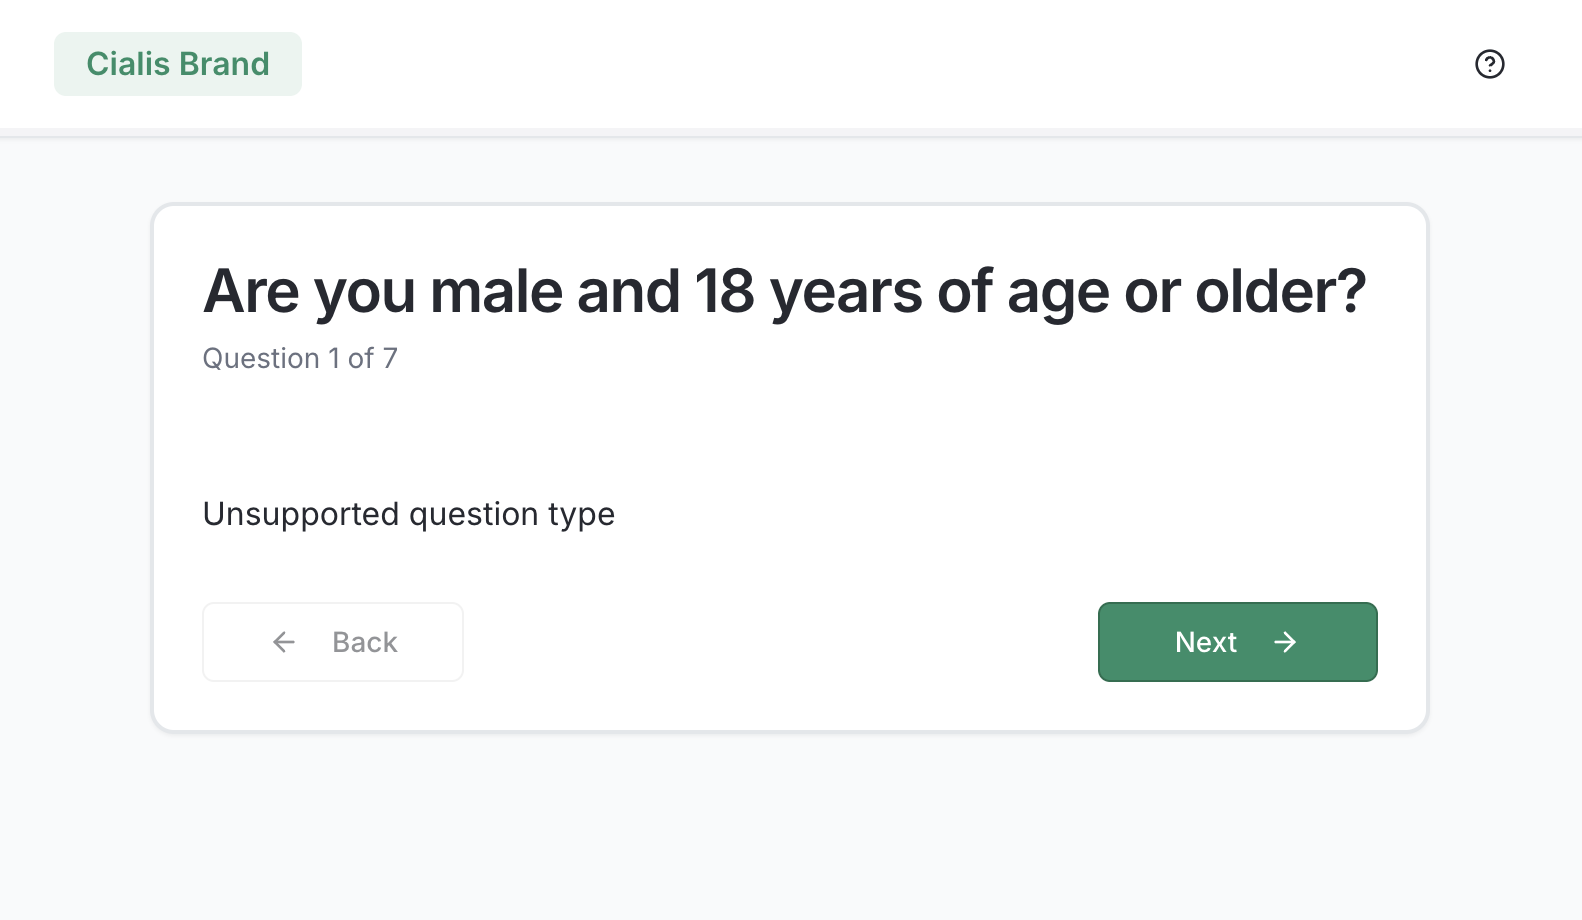 Cialis Brand
Are you male and 18 years of age or older?
Question 1 of 7
Unsupported question type
Back
Next